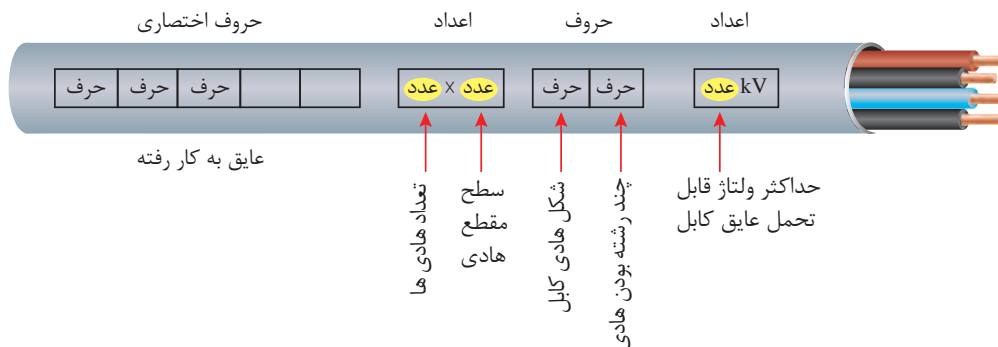 حروف اختصاری
اعداد
حروف
اعداد
حرف حرف حرف
عدد × عدد
حرف حرف
عدد kV
عایق به کار رفته
تعداد هادی ها
سطح
مقطع
هادی
شکل هادی کابل
چند رشته بودن هادی
حداکثر ولتاژ قابل
تحمل عایق کابل